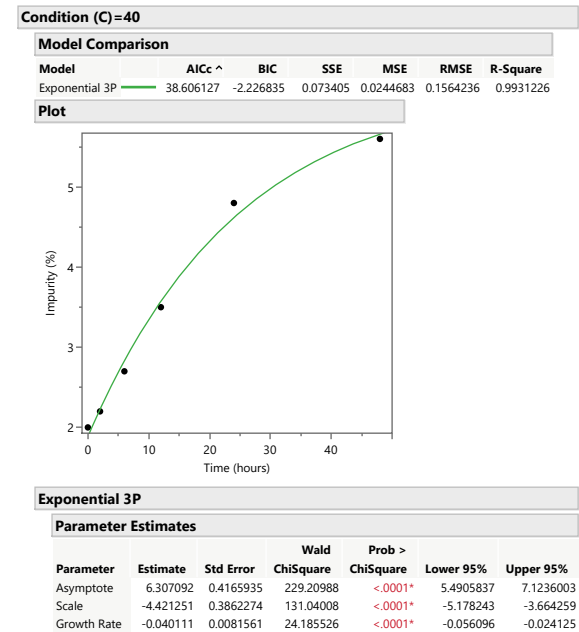 Condition (C)=40
Model Comparison
Model AICc ^ BIC SSE MSE RMSE R-Square
Exponential 3P 38.606127 -2.226835 0.073405 0.0244683 0.1564236 0.9931226
Plot
5
4
3
2
Impurity (%)
0 10 20 30 40
Time (hours)
Exponential 3P
Parameter Estimates
Wald Prob >
Parameter Estimate Std Error ChiSquare ChiSquare Lower 95% Upper 95%
Asymptote 6.307092 0.4165935 229.20988 <.0001* 5.4905837 7.1236003
Scale -4.421251 0.3862274 131.04008 <.0001* -5.178243 -3.664259
Growth Rate -0.040111 0.0081561 24.185526 <.0001* -0.056096 -0.024125